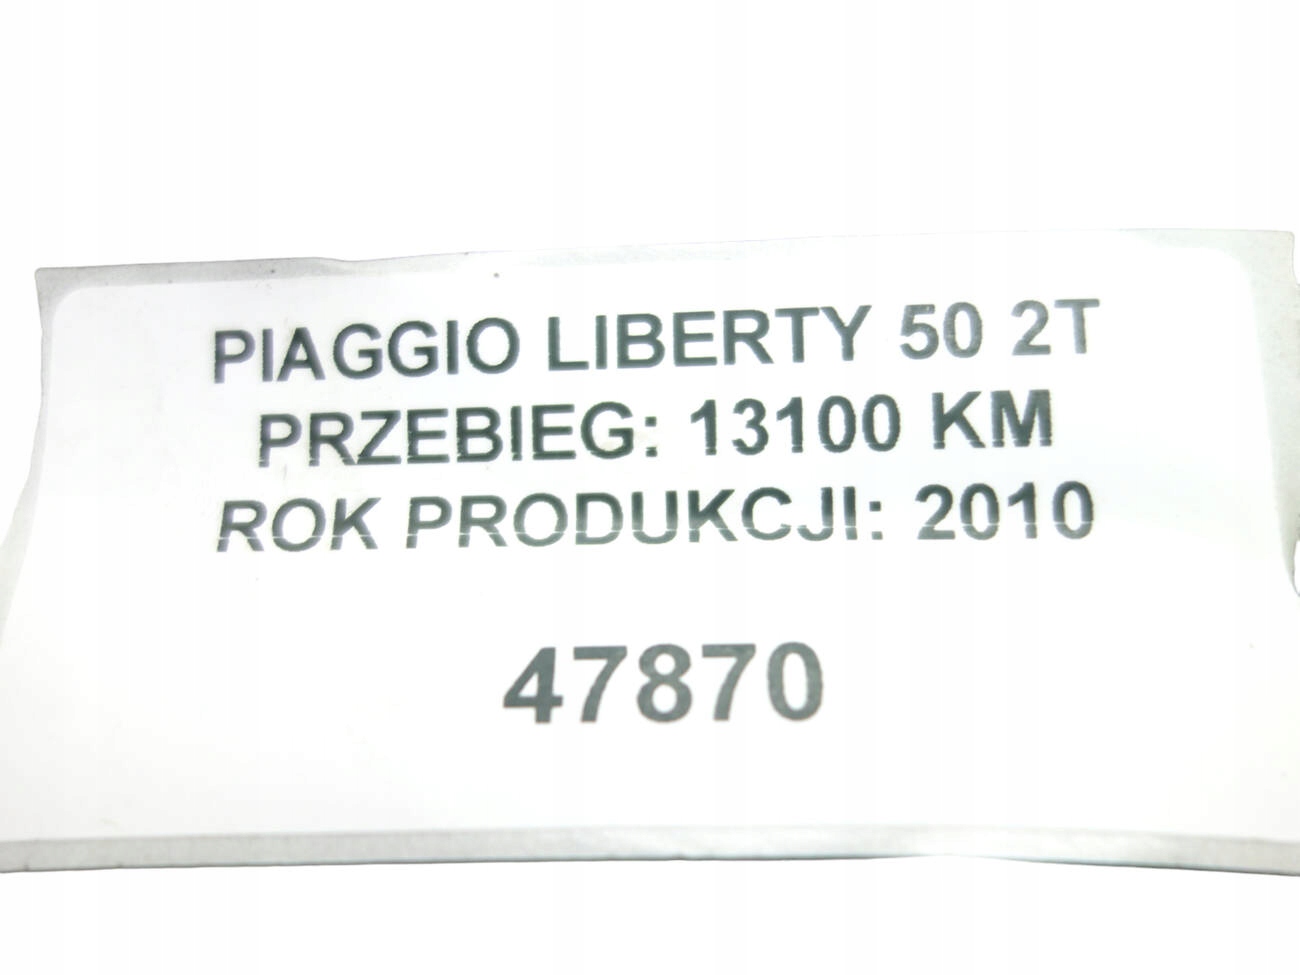 PIAGGIO LIBERTY 50 2T
PRZEBIEG: 13100 KM
ROK PRODUKCJI: 2010
47870